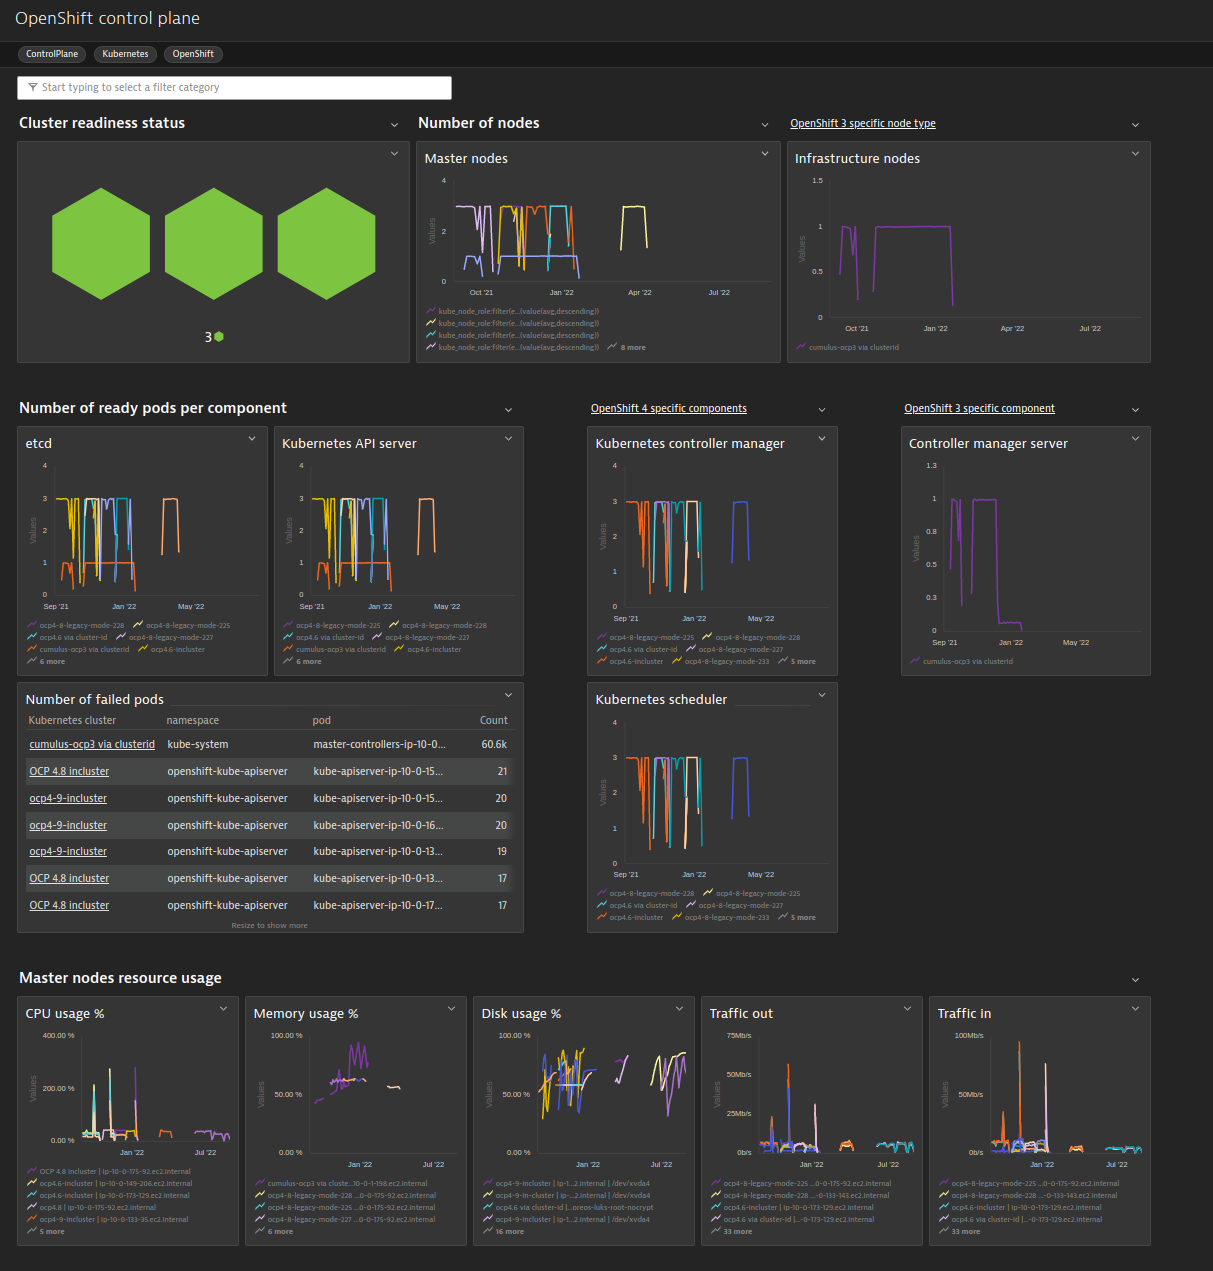 OpenShift control plane
ControlPlane Kubernetes OpenShift
Start typing to select a filter category
Cluster readiness status
3
Number of nodes
Master nodes
4
2
0
Values
Oct '21 Jan '22 Apr '22 Jul '22
kube_node_role:filter(e...(value(avg,descending))
kube_node_role:filter(e...(value(avg,descending))
kube_node_role:filter(e...(value(avg,descending))
kube_node_role:filter(e...(value(avg,descending)) 8 more
OpenShift 3 specific node type
Infrastructure nodes
1.5
1
0.5
0
Values
Oct '21 Jan '22 Apr '22 Jul '22
cumulus-ocp3 via clusterid
Number of ready pods per component
etcd
4
3
2
1
0
Values
Sep '21 Jan '22 May '22
ocp4-8-legacy-mode-228 ocp4-8-legacy-mode-225
ocp4.6 via cluster-id ocp4-8-legacy-mode-227
cumulus-ocp3 via clusterid ocp4.6-incluster
6 more
Kubernetes API server
4
3
2
1
0
Values
Sep '21 Jan '22 May '22
ocp4-8-legacy-mode-225 ocp4-8-legacy-mode-228
ocp4.6 via cluster-id ocp4-8-legacy-mode-227
cumulus-ocp3 via clusterid ocp4.6-incluster
6 more
OpenShift 4 specific components
Kubernetes controller manager
4
3
2
1
0
Values
Sep '21 Jan '22 May '22
ocp4-8-legacy-mode-225 ocp4-8-legacy-mode-228
ocp4.6 via cluster-id ocp4-8-legacy-mode-227
ocp4.6-incluster ocp4-8-legacy-mode-233 5 more
OpenShift 3 specific component
Controller manager server
1.3
1
0.8
0.5
0.3
0
Values
Sep '21 Jan '22 May '22
cumulus-ocp3 via clusterid
Number of failed pods
Kubernetes cluster namespace pod Count
cumulus-ocp3 via clusterid kube-system master-controllers-ip-10-0... 60.6k
OCP 4.8 incluster openshift-kube-apiserver kube-apiserver-ip-10-0-15... 21
ocp4-9-incluster openshift-kube-apiserver kube-apiserver-ip-10-0-15... 20
ocp4-9-incluster openshift-kube-apiserver kube-apiserver-ip-10-0-16... 20
ocp4-9-incluster openshift-kube-apiserver kube-apiserver-ip-10-0-13... 19
OCP 4.8 incluster openshift-kube-apiserver kube-apiserver-ip-10-0-13... 17
OCP 4.8 incluster openshift-kube-apiserver kube-apiserver-ip-10-0-17... 17
Resize to show more
Kubernetes scheduler
4
3
2
1
0
Values
Sep '21 Jan '22 May '22
ocp4-8-legacy-mode-228 ocp4-8-legacy-mode-225
ocp4.6 via cluster-id ocp4-8-legacy-mode-227
ocp4.6-incluster ocp4-8-legacy-mode-233 5 more
Master nodes resource usage
CPU usage %
400.00 %
200.00 %
0.00 %
Values
Jan '22 Jul '22
OCP 4.8 incluster | ip-10-0-175-92.ec2.internal
ocp4.6-incluster | ip-10-0-149-206.ec2.internal
ocp4.6-incluster | ip-10-0-173-129.ec2.internal
ocp4.8 | ip-10-0-175-92.ec2.internal
ocp4-9-incluster | ip-10-0-133-35.ec2.internal
5 more
Memory usage %
100.00 %
50.00 %
0.00 %
Values
Jan '22 Jul '22
cumulus-ocp3 via cluste...10-0-1-198.ec2.internal
ocp4-8-legacy-mode-228 ...0-0-175-92.ec2.internal
ocp4-8-legacy-mode-225 ...0-0-175-92.ec2.internal
ocp4-8-legacy-mode-227 ...0-0-175-92.ec2.internal
6 more
Disk usage %
100.00 %
50.00 %
0.00 %
Values
Jan '22 Jul '22
ocp4-9-incluster | ip-1...2.internal | /dev/xvda4
ocp4-9-in-cluster | ip-...2.internal | /dev/xvda4
ocp4.6 via cluster-id |...oreos-luks-root-nocrypt
ocp4-9-incluster | ip-1...2.internal | /dev/xvda4
16 more
Traffic out
75Mb/s
50Mb/s
25Mb/s
0b/s
Values
Jan '22 Jul '22
ocp4-8-legacy-mode-225 ...0-0-175-92.ec2.internal
ocp4-8-legacy-mode-228 ...-0-133-143.ec2.internal
ocp4.6-incluster | ip-10-0-173-129.ec2.internal
ocp4.6 via cluster-id |...-0-173-129.ec2.internal
33 more
Traffic in
100Mb/s
50Mb/s
0b/s
Values
Jan '22 Jul '22
ocp4-8-legacy-mode-225 ...0-0-175-92.ec2.internal
ocp4-8-legacy-mode-228 ...-0-133-143.ec2.internal
ocp4.6-incluster | ip-10-0-173-129.ec2.internal
ocp4.6 via cluster-id |...-0-173-129.ec2.internal
33 more